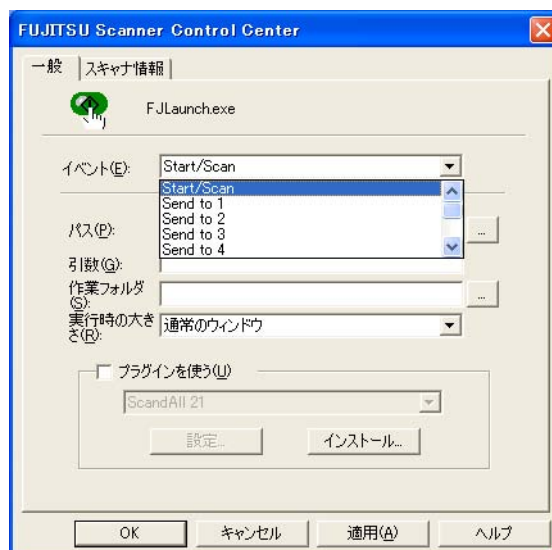 FUJITSU Scanner Control Center
一般
スキャナ情報
FJLaunch.exe
イベント(E):
Start/Scan
Start/Scan
Send to 1
Send to 2
Send to 3
Send to 4
パス(P):
...
引数(G):
作業フォルダ
(S):
...
実行時の大き
さ(R):
通常のウィンドウ
プラグインを使う(U)
ScandAll 21
設定...
インストール...
OK
キャンセル
適用(A)
ヘルプ